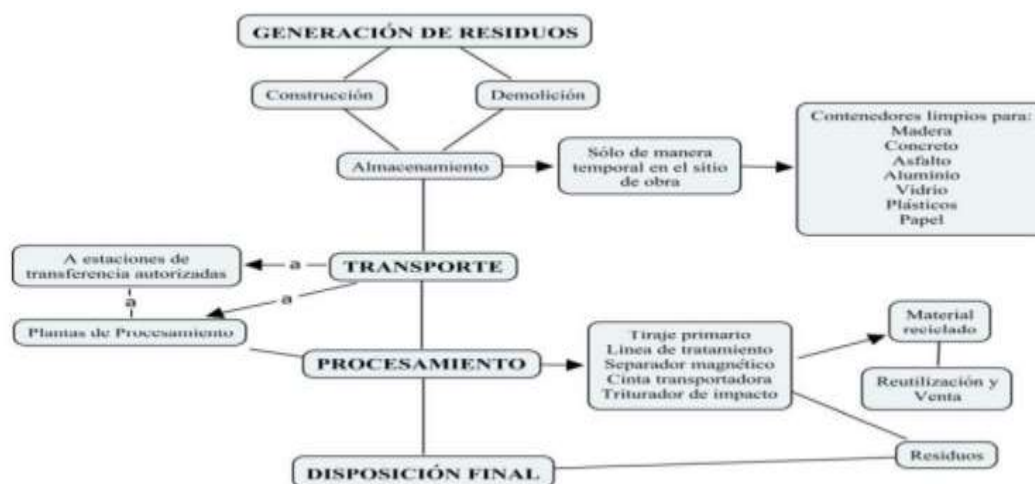 GENERACIÓN DE RESIDUOS
Construcción
Demolición
Almacenamiento
Sólo de manera
temporal en el sitio
de obra
Contenedores limpios para:
Madera
Concreto
Asfalto
Aluminio
Vidrio
Plásticos
Papel
TRANSPORTE
a
A estaciones de
transferencia autorizadas
a
a
Plantas de Procesamiento
PROCESAMIENTO
Tiraje primario
Linea de tratamiento
Separador magnético
Cinta transportadora
Triturador de impacto
Material
reciclado
Reutilización y
Venta
Residuos
DISPOSICIÓN FINAL